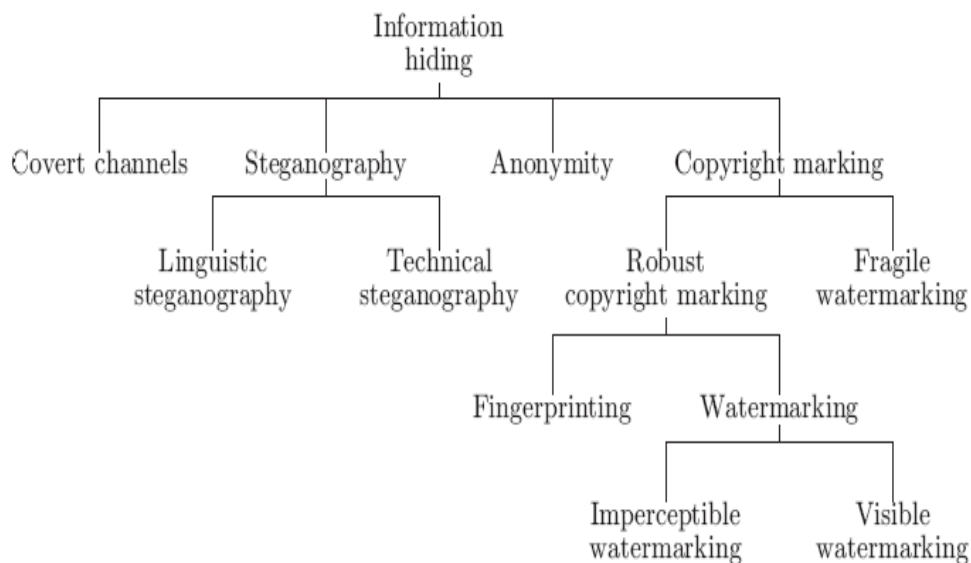 Information
hiding
Covert channels
Steganography
Anonymity
Copyright marking
Linguistic
steganography
Technical
steganography
Robust
copyright marking
Fragile
watermarking
Fingerprinting
Watermarking
Imperceptible
watermarking
Visible
watermarking